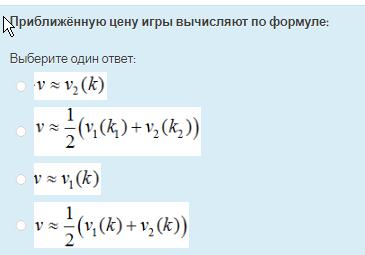 Приближённую цену игры вычисляют по формуле:
Выберите один ответ:
v ≈ v₂(k)
v ≈ 1/2 (v₁(k₁) + v₂(k₂))
v ≈ v₁(k)
v ≈ 1/2 (v₁(k) + v₂(k))